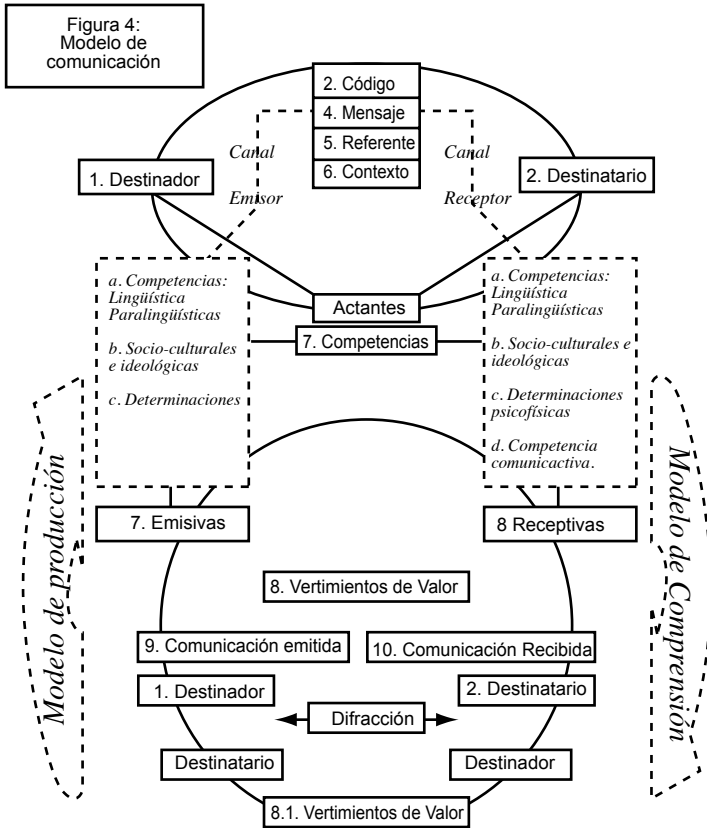 Figura 4:
Modelo de
comunicación
2. Código
4. Mensaje
5. Referente
6. Contexto
Canal
Canal
1. Destinador
2. Destinatario
Emisor
Receptor
a. Competencias:
Lingüística
Paralingüísticas
b. Socio-culturales
e ideológicas
c. Determinaciones
Actantes
7. Competencias
a. Competencias:
Lingüística
Paralingüísticas
b. Socio-culturales e
ideológicas
c. Determinaciones
psicofísicas
d. Competencia
comunicactiva.
Modelo de producción
Modelo de Comprensión
7. Emisivas
8 Receptivas
8. Vertimientos de Valor
9. Comunicación emitida
10. Comunicación Recibida
1. Destinador
2. Destinatario
Difracción
Destinatario
Destinador
8.1. Vertimientos de Valor